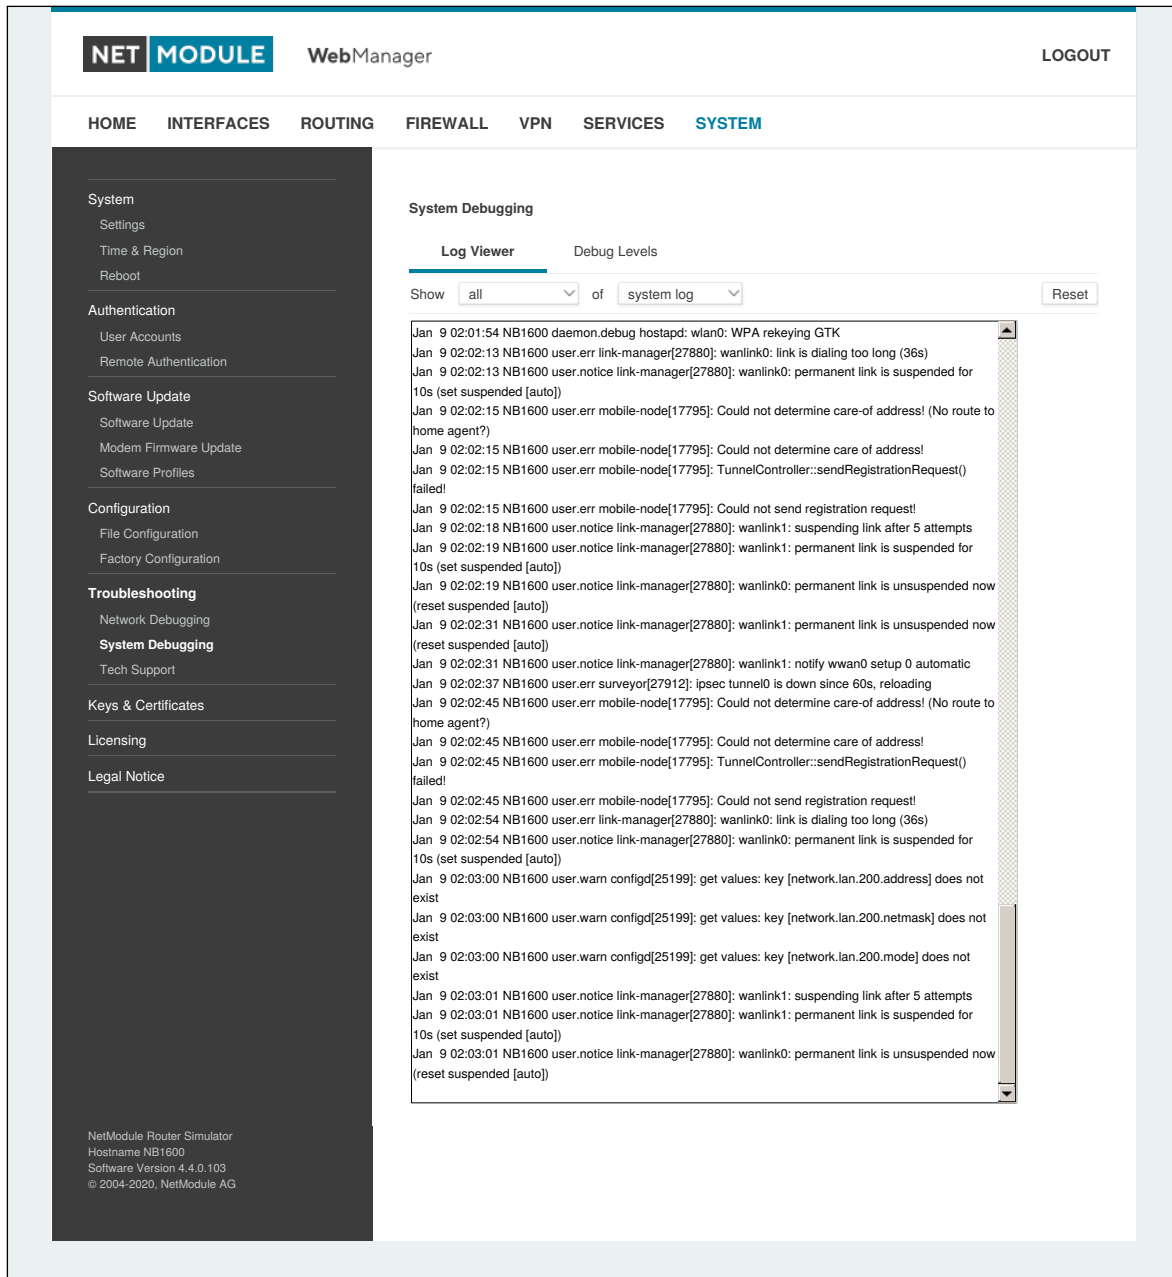 NET MODULE WebManager LOGOUT
HOME INTERFACES ROUTING FIREWALL VPN SERVICES SYSTEM
System
Settings
Time & Region
Reboot
Authentication
User Accounts
Remote Authentication
Software Update
Software Update
Modem Firmware Update
Software Profiles
Configuration
File Configuration
Factory Configuration
Troubleshooting
Network Debugging
System Debugging
Tech Support
Keys & Certificates
Licensing
Legal Notice
NetModule Router Simulator
Hostname NB1600
Software Version 4.4.0.103
© 2004-2020, NetModule AG
System Debugging
Log Viewer Debug Levels
Show all of system log Reset
Jan 9 02:01:54 NB1600 daemon.debug hostapd: wlan0: WPA rekeying GTK
Jan 9 02:02:13 NB1600 user.err link-manager[27880]: wanlink0: link is dialing too long (36s)
Jan 9 02:02:13 NB1600 user.notice link-manager[27880]: wanlink0: permanent link is suspended for
10s (set suspended [auto])
Jan 9 02:02:15 NB1600 user.err mobile-node[17795]: Could not determine care-of address! (No route to
home agent?)
Jan 9 02:02:15 NB1600 user.err mobile-node[17795]: Could not determine care of address!
Jan 9 02:02:15 NB1600 user.err mobile-node[17795]: TunnelController::sendRegistrationRequest()
failed!
Jan 9 02:02:15 NB1600 user.err mobile-node[17795]: Could not send registration request!
Jan 9 02:02:18 NB1600 user.notice link-manager[27880]: wanlink1: suspending link after 5 attempts
Jan 9 02:02:19 NB1600 user.notice link-manager[27880]: wanlink1: permanent link is suspended for
10s (set suspended [auto])
Jan 9 02:02:19 NB1600 user.notice link-manager[27880]: wanlink0: permanent link is unsuspended now
(reset suspended [auto])
Jan 9 02:02:31 NB1600 user.notice link-manager[27880]: wanlink1: permanent link is unsuspended now
(reset suspended [auto])
Jan 9 02:02:31 NB1600 user.notice link-manager[27880]: wanlink1: notify wwan0 setup 0 automatic
Jan 9 02:02:37 NB1600 user.err surveyor[27912]: ipsec tunnel0 is down since 60s, reloading
Jan 9 02:02:45 NB1600 user.err mobile-node[17795]: Could not determine care-of address! (No route to
home agent?)
Jan 9 02:02:45 NB1600 user.err mobile-node[17795]: Could not determine care of address!
Jan 9 02:02:45 NB1600 user.err mobile-node[17795]: TunnelController::sendRegistrationRequest()
failed!
Jan 9 02:02:45 NB1600 user.err mobile-node[17795]: Could not send registration request!
Jan 9 02:02:54 NB1600 user.err link-manager[27880]: wanlink0: link is dialing too long (36s)
Jan 9 02:02:54 NB1600 user.notice link-manager[27880]: wanlink0: permanent link is suspended for
10s (set suspended [auto])
Jan 9 02:03:00 NB1600 user.warn configd[25199]: get values: key [network.lan.200.address] does not
exist
Jan 9 02:03:00 NB1600 user.warn configd[25199]: get values: key [network.lan.200.netmask] does not
exist
Jan 9 02:03:00 NB1600 user.warn configd[25199]: get values: key [network.lan.200.mode] does not
exist
Jan 9 02:03:01 NB1600 user.notice link-manager[27880]: wanlink1: suspending link after 5 attempts
Jan 9 02:03:01 NB1600 user.notice link-manager[27880]: wanlink1: permanent link is suspended for
10s (set suspended [auto])
Jan 9 02:03:01 NB1600 user.notice link-manager[27880]: wanlink0: permanent link is unsuspended now
(reset suspended [auto])